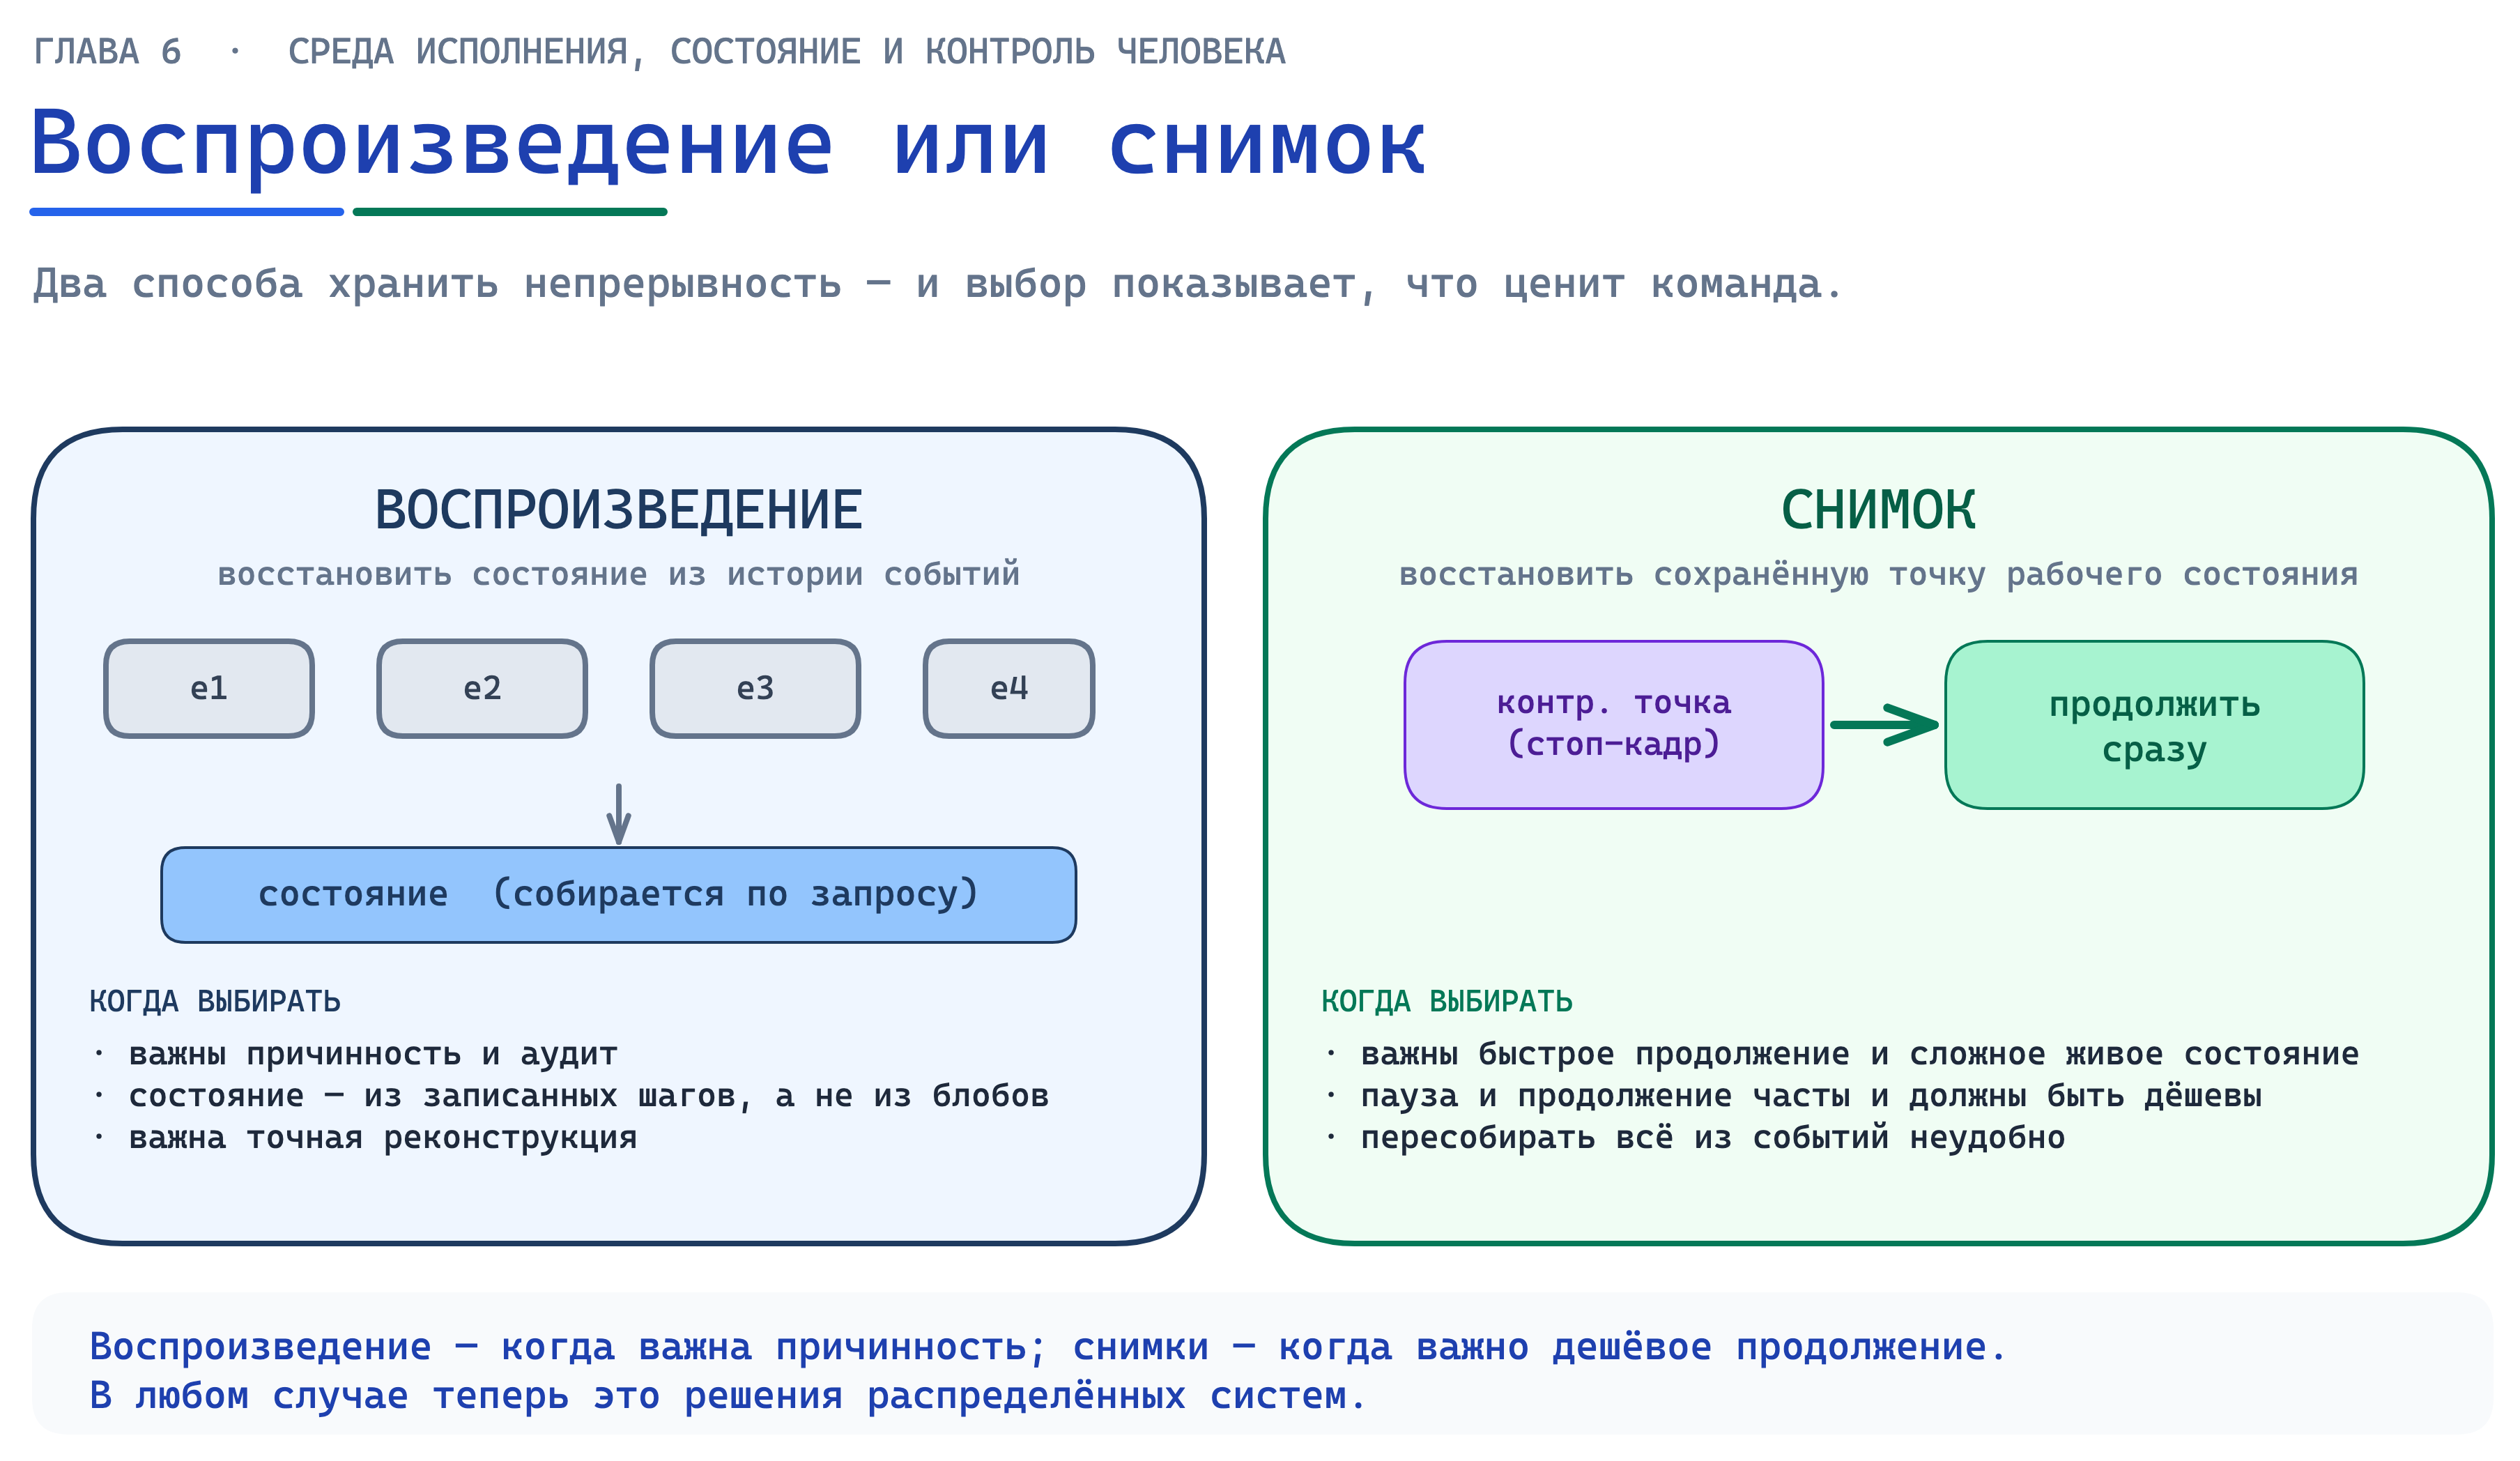 ГЛАВА 6 · СРЕДА ИСПОЛНЕНИЯ, СОСТОЯНИЕ И КОНТРОЛЬ ЧЕЛОВЕКА
Воспроизведение или снимок
Два способа хранить непрерывность — и выбор показывает, что ценит команда.
ВОСПРОИЗВЕДЕНИЕ
восстановить состояние из истории событий
e1 e2 e3 e4
состояние (собирается по запросу)
КОГДА ВЫБИРАТЬ
· важны причинность и аудит
· состояние — из записанных шагов, а не из блобов
· важна точная реконструкция
СНИМОК
восстановить сохранённую точку рабочего состояния
контр. точка
(стоп-кадр)
продолжить
сразу
КОГДА ВЫБИРАТЬ
· важны быстрое продолжение и сложное живое состояние
· пауза и продолжение часты и должны быть дёшевы
· пересобирать всё из событий неудобно
Воспроизведение — когда важна причинность; снимки — когда важно дешёвое продолжение.
В любом случае теперь это решения распределённых систем.